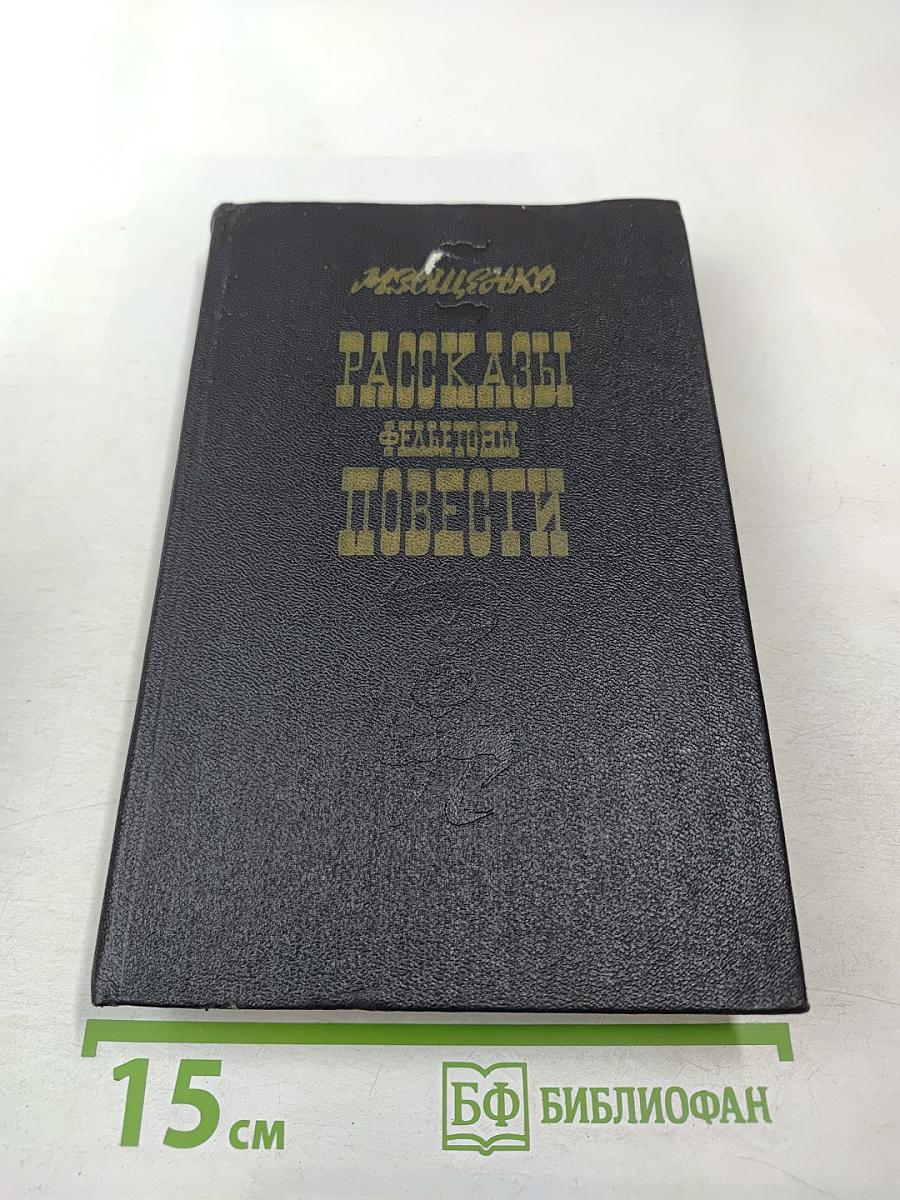 М. ЗОЩЕНКО
РАССКАЗЫ
ФЕЛЬЕТОНЫ
ПОВЕСТИ
15 см
БФ БИБЛИОФАН